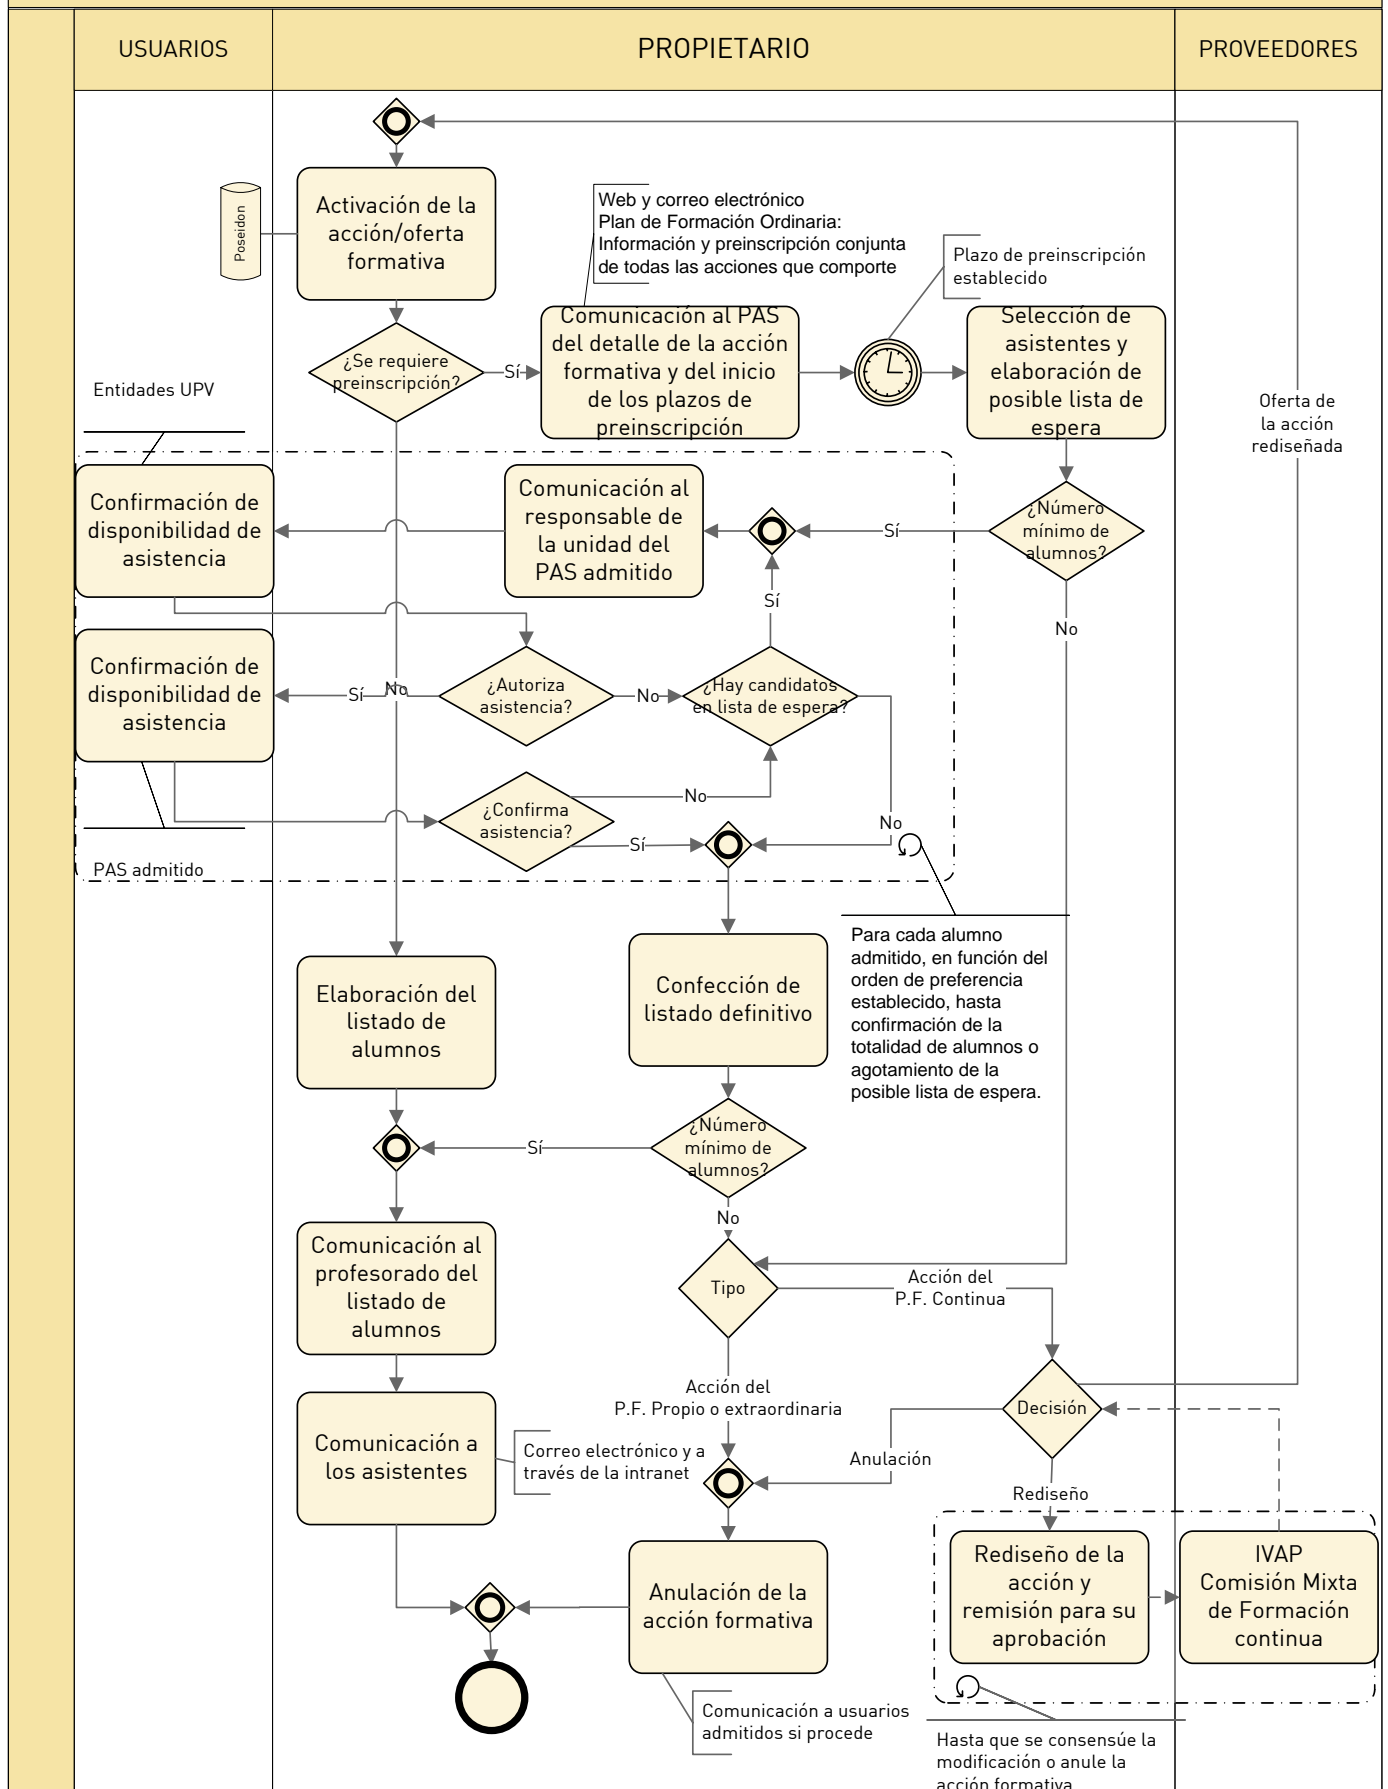 USUARIOS
PROPIETARIO
PROVEEDORES
Poseidon
Activación de la
acción/oferta
formativa
Web y correo electrónico
Plan de Formación Ordinaria:
Información y preinscripción conjunta
de todas las acciones que comporte
Plazo de preinscripción
establecido
¿Se requiere
preinscripción?
Sí
Comunicación al PAS
del detalle de la acción
formativa y del inicio
de los plazos de
preinscripción
Selección de
asistentes y
elaboración de
posible lista de
espera
Entidades UPV
Oferta de
la acción
rediseñada
Confirmación de
disponibilidad de
asistencia
Comunicación al
responsable de
la unidad del
PAS admitido
Sí
¿Número
mínimo de
alumnos?
Sí
No
Confirmación de
disponibilidad de
asistencia
Sí
No
¿Autoriza
asistencia?
No
¿Hay candidatos
en lista de espera?
¿Confirma
asistencia?
No
Sí
No
PAS admitido
Para cada alumno
admitido, en función del
orden de preferencia
establecido, hasta
confirmación de la
totalidad de alumnos o
agotamiento de la
posible lista de espera.
Elaboración del
listado de
alumnos
Confección de
listado definitivo
Sí
¿Número
mínimo de
alumnos?
No
Comunicación al
profesorado del
listado de
alumnos
Tipo
Acción del
P.F. Continua
Acción del
P.F. Propio o extraordinaria
Decisión
Comunicación a
los asistentes
Correo electrónico y a
través de la intranet
Anulación
Rediseño
Anulación de la
acción formativa
Rediseño de la
acción y
remisión para su
aprobación
IVAP
Comisión Mixta
de Formación
continua
Comunicación a usuarios
admitidos si procede
Hasta que se consensúe la
modificación o anule la
acción formativa